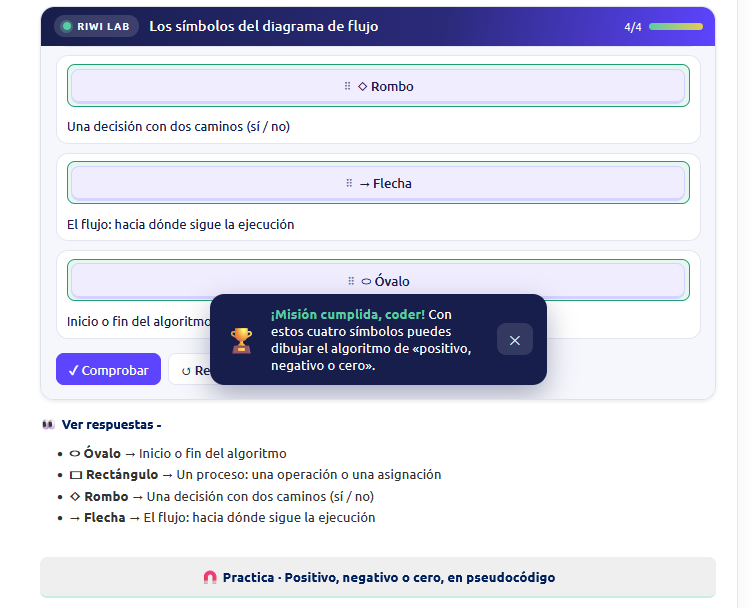 RIWI LAB Los símbolos del diagrama de flujo 4/4
◇ Rombo
Una decisión con dos caminos (sí / no)
→ Flecha
El flujo: hacia dónde sigue la ejecución
⬭ Óvalo
Inicio o fin del algoritmo
¡Misión cumplida, coder! Con
estos cuatro símbolos puedes
dibujar el algoritmo de «positivo,
negativo o cero».
×
✓ Comprobar
↺ Re
Ver respuestas -
• ⬭ Óvalo → Inicio o fin del algoritmo
• ▭ Rectángulo → Un proceso: una operación o una asignación
• ◇ Rombo → Una decisión con dos caminos (sí / no)
• → Flecha → El flujo: hacia dónde sigue la ejecución
Practica · Positivo, negativo o cero, en pseudocódigo